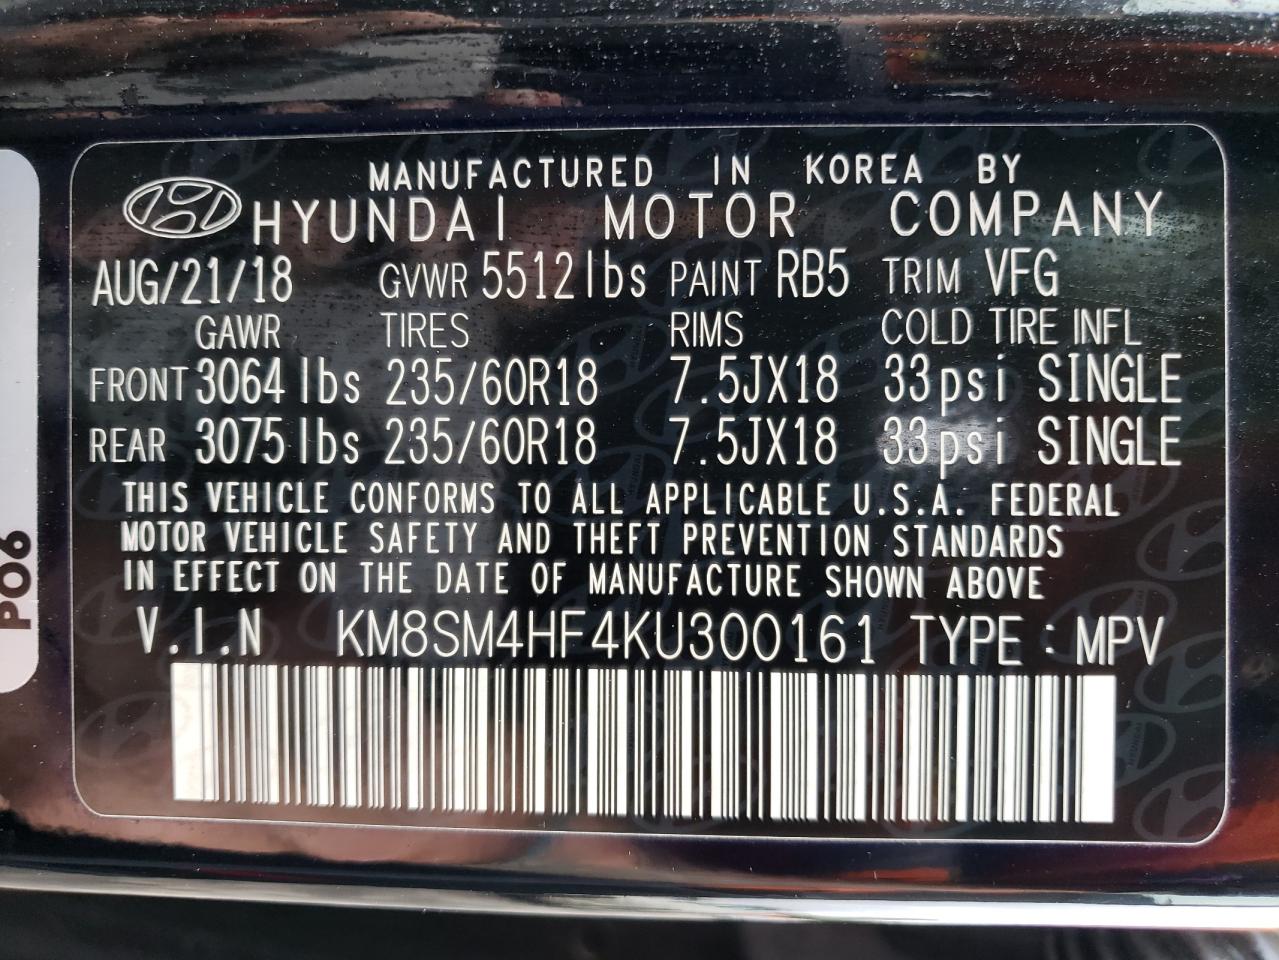 MANUFACTURED IN KOREA BY
HYUNDAI MOTOR COMPANY
AUG/21/18 GVWR 5512lbs PAINT RB5 TRIM VFG
GAWR TIRES RIMS COLD TIRE INFL
FRONT 3064lbs 235/60R18 7.5JX18 33psi SINGLE
REAR 3075lbs 235/60R18 7.5JX18 33psi SINGLE
THIS VEHICLE CONFORMS TO ALL APPLICABLE U.S.A. FEDERAL
MOTOR VEHICLE SAFETY AND THEFT PREVENTION STANDARDS
IN EFFECT ON THE DATE OF MANUFACTURE SHOWN ABOVE
V.I.N KM8SM4HF4KU300161 TYPE : MPV
PO6